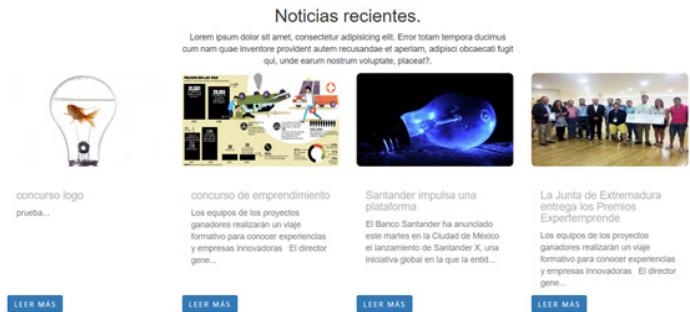 Noticias recientes.
Lorem ipsum dolor sit amet, consectetur adipisicing elit. Error totam tempora ducimus
cum nam quae inventore provident autem recusandae et aperiam, adipisci obcaecati fugit
qui, unde earum nostrum voluptate, placeat?.
concurso logo
prueba...
LEER MÁS
concurso de emprendimiento
Los equipos de los proyectos
ganadores realizarán un viaje
formativo para conocer experiencias
y empresas innovadoras El director
gene...
LEER MÁS
Santander impulsa una
plataforma
El Banco Santander ha anunciado
este martes en la Ciudad de México
el lanzamiento de Santander X, una
iniciativa global en la que la entid...
LEER MÁS
La Junta de Extremadura
entrega los Premios
Expertemprende
Los equipos de los proyectos
ganadores realizarán un viaje
formativo para conocer experiencias
y empresas innovadoras El director
gene...
LEER MÁS